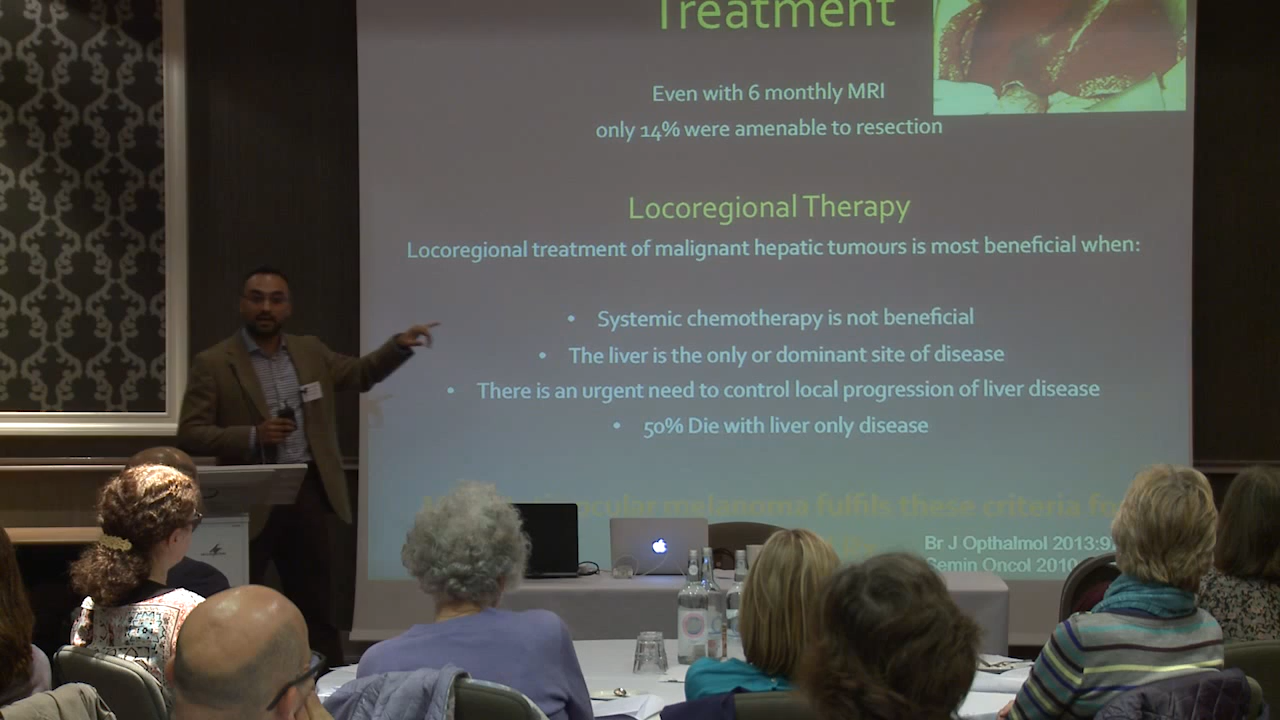 Treatment
Even with 6 monthly MRI
only 14% were amenable to resection
Locoregional Therapy
Locoregional treatment of malignant hepatic tumours is most beneficial when:
• Systemic chemotherapy is not beneficial
• The liver is the only or dominant site of disease
• There is an urgent need to control local progression of liver disease
• 50% Die with liver only disease
melanoma fulfils these criteria
Br J Opthalmol 2013:9
Semin Oncol 2010